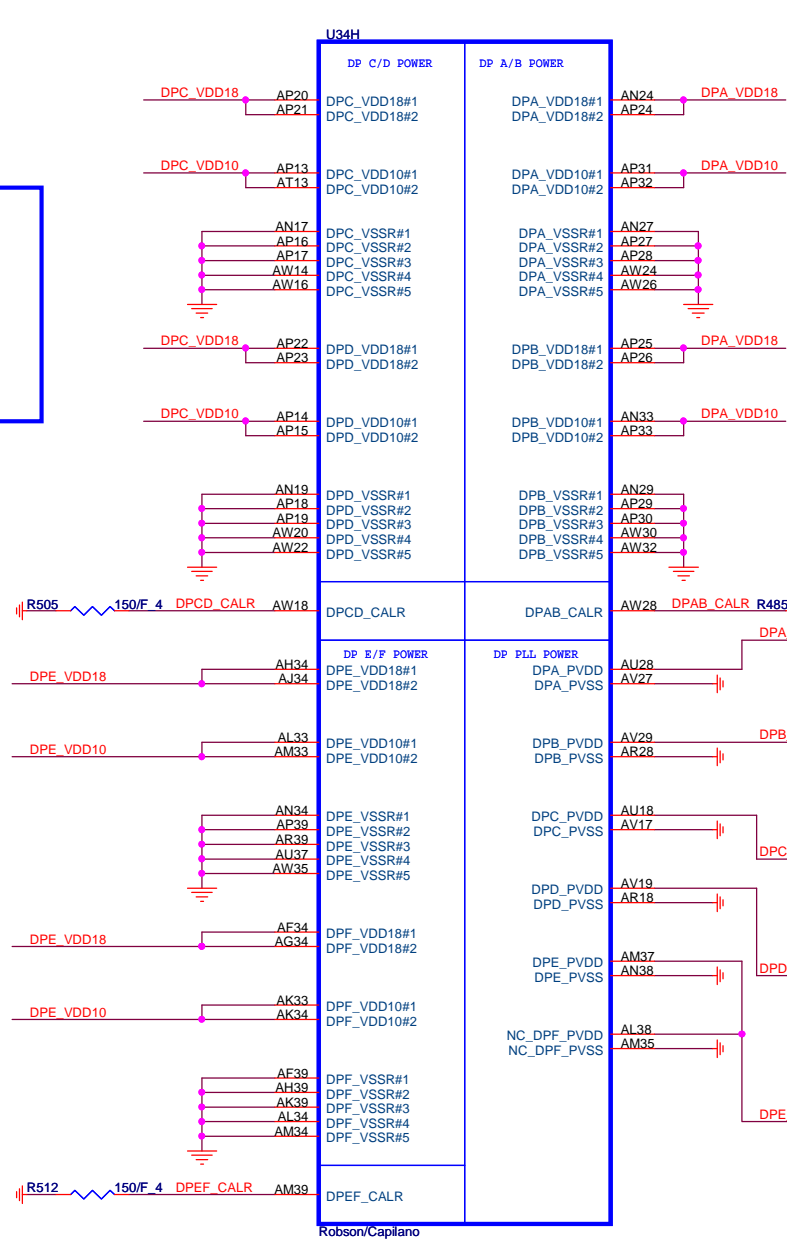 U34H
DP C/D POWER DP A/B POWER
DPC_VDD18 AP20 DPC_VDD18#1 DPA_VDD18#1 AN24 DPA_VDD18
AP21 DPC_VDD18#2 DPA_VDD18#2 AP24
DPC_VDD10 AP13 DPC_VDD10#1 DPA_VDD10#1 AP31 DPA_VDD10
AT13 DPC_VDD10#2 DPA_VDD10#2 AP32
AN17 DPC_VSSR#1 DPA_VSSR#1 AN27
AP16 DPC_VSSR#2 DPA_VSSR#2 AP27
AP17 DPC_VSSR#3 DPA_VSSR#3 AP28
AW14 DPC_VSSR#4 DPA_VSSR#4 AW24
AW16 DPC_VSSR#5 DPA_VSSR#5 AW26
DPC_VDD18 AP22 DPD_VDD18#1 DPB_VDD18#1 AP25 DPA_VDD18
AP23 DPD_VDD18#2 DPB_VDD18#2 AP26
DPC_VDD10 AP14 DPD_VDD10#1 DPB_VDD10#1 AN33 DPA_VDD10
AP15 DPD_VDD10#2 DPB_VDD10#2 AP33
AN19 DPD_VSSR#1 DPB_VSSR#1 AN29
AP18 DPD_VSSR#2 DPB_VSSR#2 AP29
AP19 DPD_VSSR#3 DPB_VSSR#3 AP30
AW20 DPD_VSSR#4 DPB_VSSR#4 AW30
AW22 DPD_VSSR#5 DPB_VSSR#5 AW32
R505 150/F_4 DPCD_CALR AW18 DPCD_CALR DPAB_CALR AW28 DPAB_CALR R485
DP E/F POWER DP PLL POWER DPA
AH34 DPE_VDD18#1 DPA_PVDD AU28
DPE_VDD18 AJ34 DPE_VDD18#2 DPA_PVSS AV27
AL33 DPE_VDD10#1 DPB_PVDD AV29 DPB
DPE_VDD10 AM33 DPE_VDD10#2 DPB_PVSS AR28
AN34 DPE_VSSR#1 DPC_PVDD AU18
AP39 DPE_VSSR#2 DPC_PVSS AV17
AR39 DPE_VSSR#3 DPC
AU37 DPE_VSSR#4
AW35 DPE_VSSR#5
DPD_PVDD AV19
DPD_PVSS AR18
AF34 DPF_VDD18#1
DPE_VDD18 AG34 DPF_VDD18#2
DPE_PVDD AM37
DPE_PVSS AN38 DPD
AK33 DPF_VDD10#1
DPE_VDD10 AK34 DPF_VDD10#2
NC_DPF_PVDD AL38
NC_DPF_PVSS AM35
AF39 DPF_VSSR#1
AH39 DPF_VSSR#2
AK39 DPF_VSSR#3
AL34 DPF_VSSR#4 DPE
AM34 DPF_VSSR#5
R512 150/F_4 DPEF_CALR AM39 DPEF_CALR
Robson/Capilano